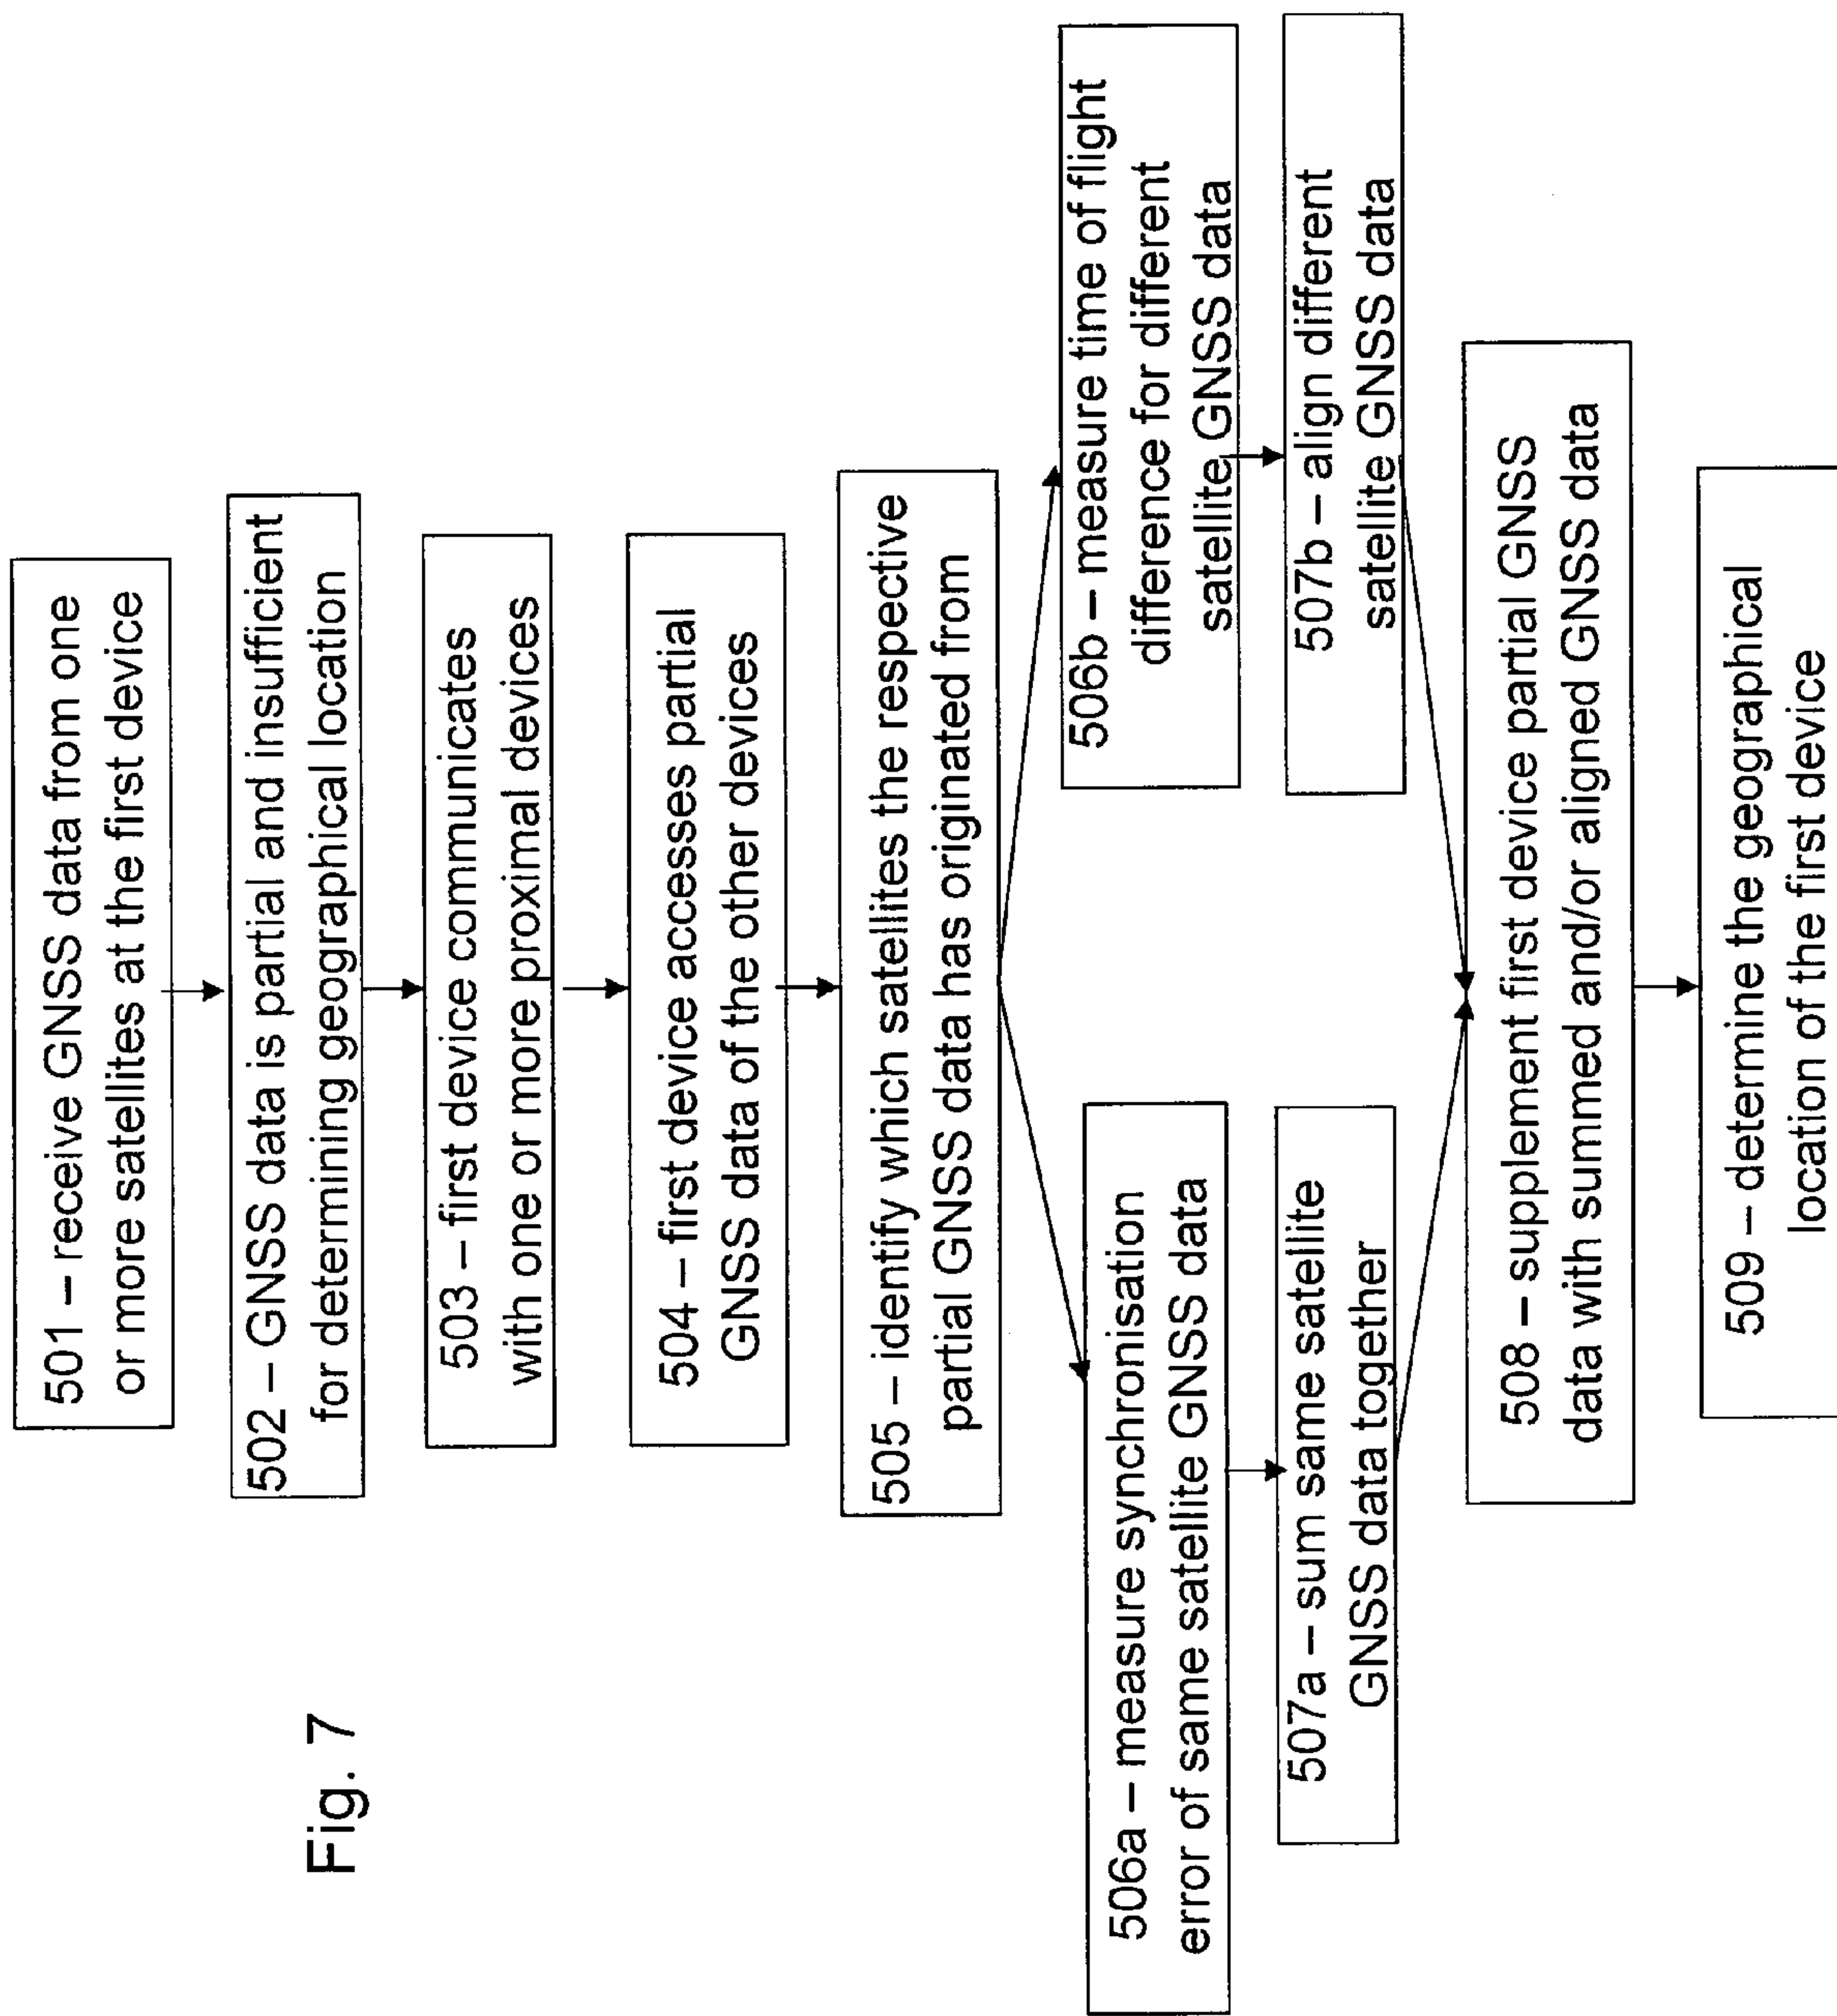 Fig. 7
501 – receive GNSS data from one
or more satellites at the first device
502 – GNSS data is partial and insufficient
for determining geographical location
503 – first device communicates
with one or more proximal devices
504 – first device accesses partial
GNSS data of the other devices
505 – identify which satellites the respective
partial GNSS data has originated from
506a – measure synchronisation
error of same satellite GNSS data
507a – sum same satellite
GNSS data together
506b – measure time of flight
difference for different
satellite GNSS data
507b – align different
satellite GNSS data
508 – supplement first device partial GNSS
data with summed and/or aligned GNSS data
509 – determine the geographical
location of the first device